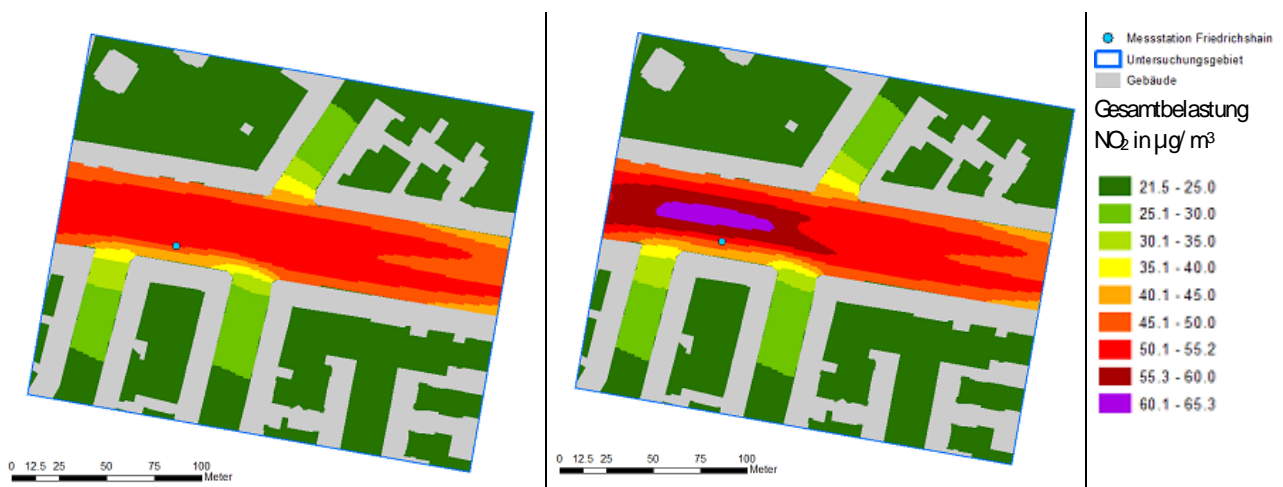 0 12.5 25 50 75 100
Meter
0 12.5 25 50 75 100
Meter
Messstation Friedrichshain
Untersuchungsgebiet
Gebäude
Gesamtbelastung
NO₂ in µg/m³
21.5 - 25.0
25.1 - 30.0
30.1 - 35.0
35.1 - 40.0
40.1 - 45.0
45.1 - 50.0
50.1 - 55.2
55.3 - 60.0
60.1 - 65.3